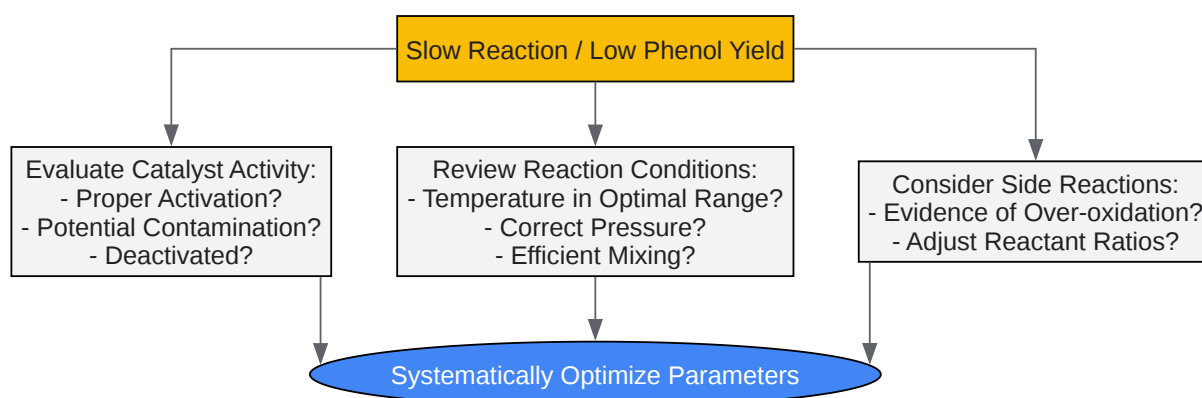 Slow Reaction / Low Phenol Yield
Evaluate Catalyst Activity:
- Proper Activation?
- Potential Contamination?
- Deactivated?
Review Reaction Conditions:
- Temperature in Optimal Range?
- Correct Pressure?
- Efficient Mixing?
Consider Side Reactions:
- Evidence of Over-oxidation?
- Adjust Reactant Ratios?
Systematically Optimize Parameters